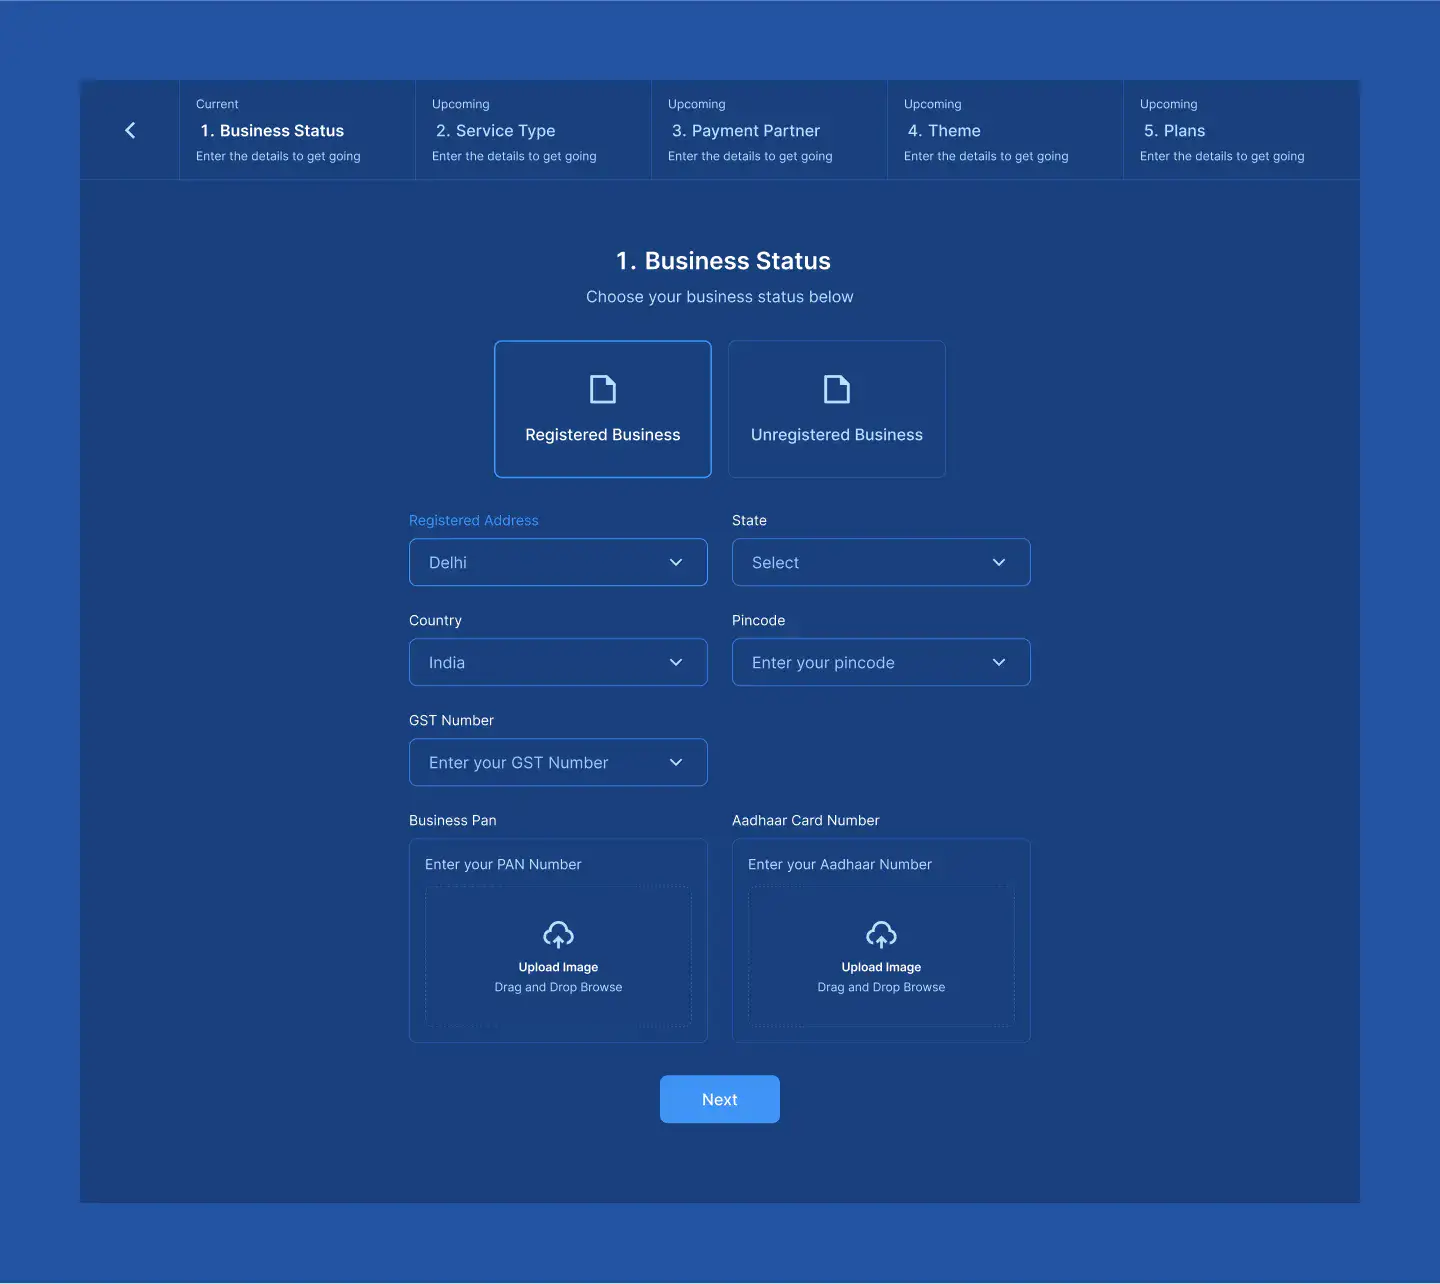 Current
1. Business Status
Enter the details to get going
Upcoming
2. Service Type
Enter the details to get going
Upcoming
3. Payment Partner
Enter the details to get going
Upcoming
4. Theme
Enter the details to get going
Upcoming
5. Plans
Enter the details to get going
1. Business Status
Choose your business status below
Registered Business
Unregistered Business
Registered Address
Delhi
State
Select
Country
India
Pincode
Enter your pincode
GST Number
Enter your GST Number
Business Pan
Enter your PAN Number
Upload Image
Drag and Drop Browse
Aadhaar Card Number
Enter your Aadhaar Number
Upload Image
Drag and Drop Browse
Next